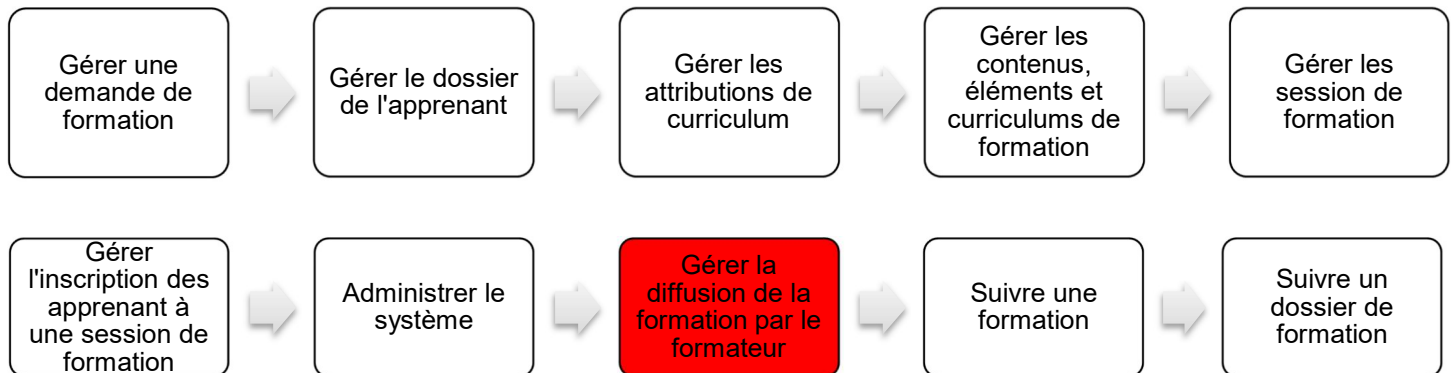 Gérer une
demande de
formation
Gérer le dossier
de l'apprenant
Gérer les
attributions de
curriculum
Gérer les
contenus,
éléments et
curriculums de
formation
Gérer les
session de
formation
Gérer
l'inscription des
apprenant à
une session de
formation
Administrer le
système
Gérer la
diffusion de la
formation par le
formateur
Suivre une
formation
Suivre un
dossier de
formation